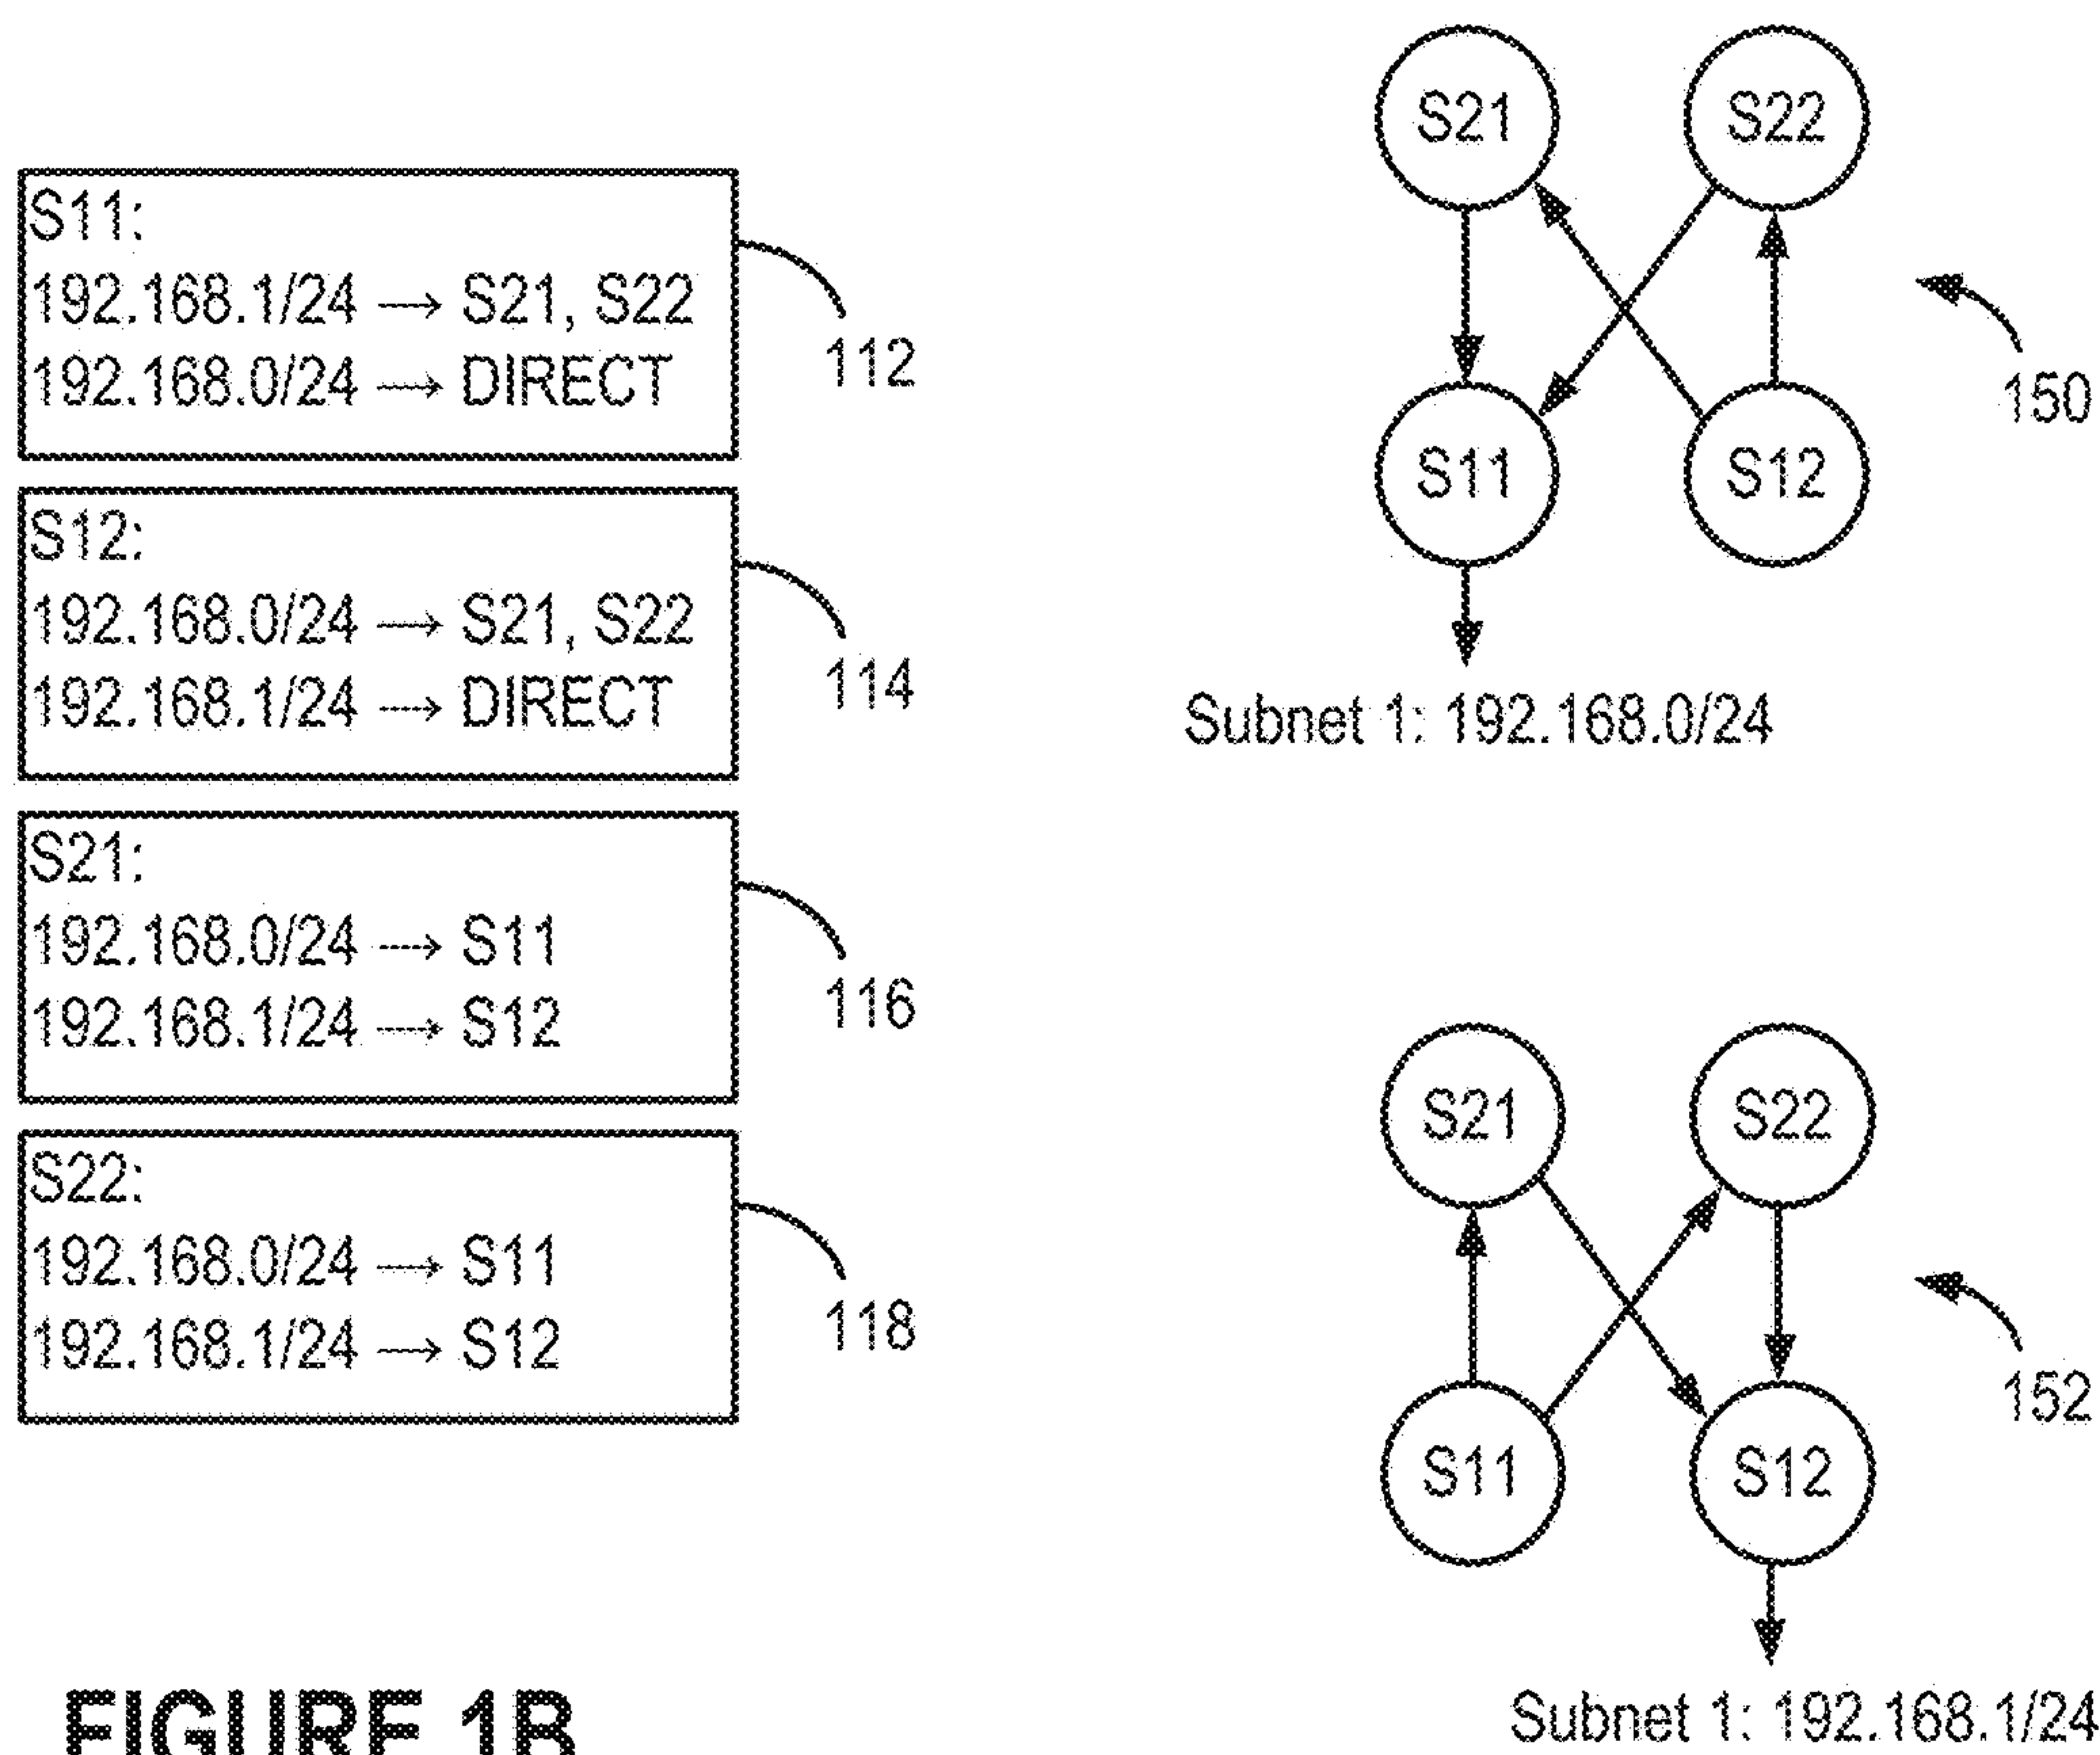 S11:
192.168.1/24 → S21, S22
192.168.0/24 → DIRECT
112
S12:
192.168.0/24 → S21, S22
192.168.1/24 → DIRECT
114
S21:
192.168.0/24 → S11
192.168.1/24 → S12
116
S22:
192.168.0/24 → S11
192.168.1/24 → S12
118
S21
S22
150
S11
S12
Subnet 1: 192.168.0/24
S21
S22
152
S11
S12
Subnet 1: 192.168.1/24
FIGURE 1B